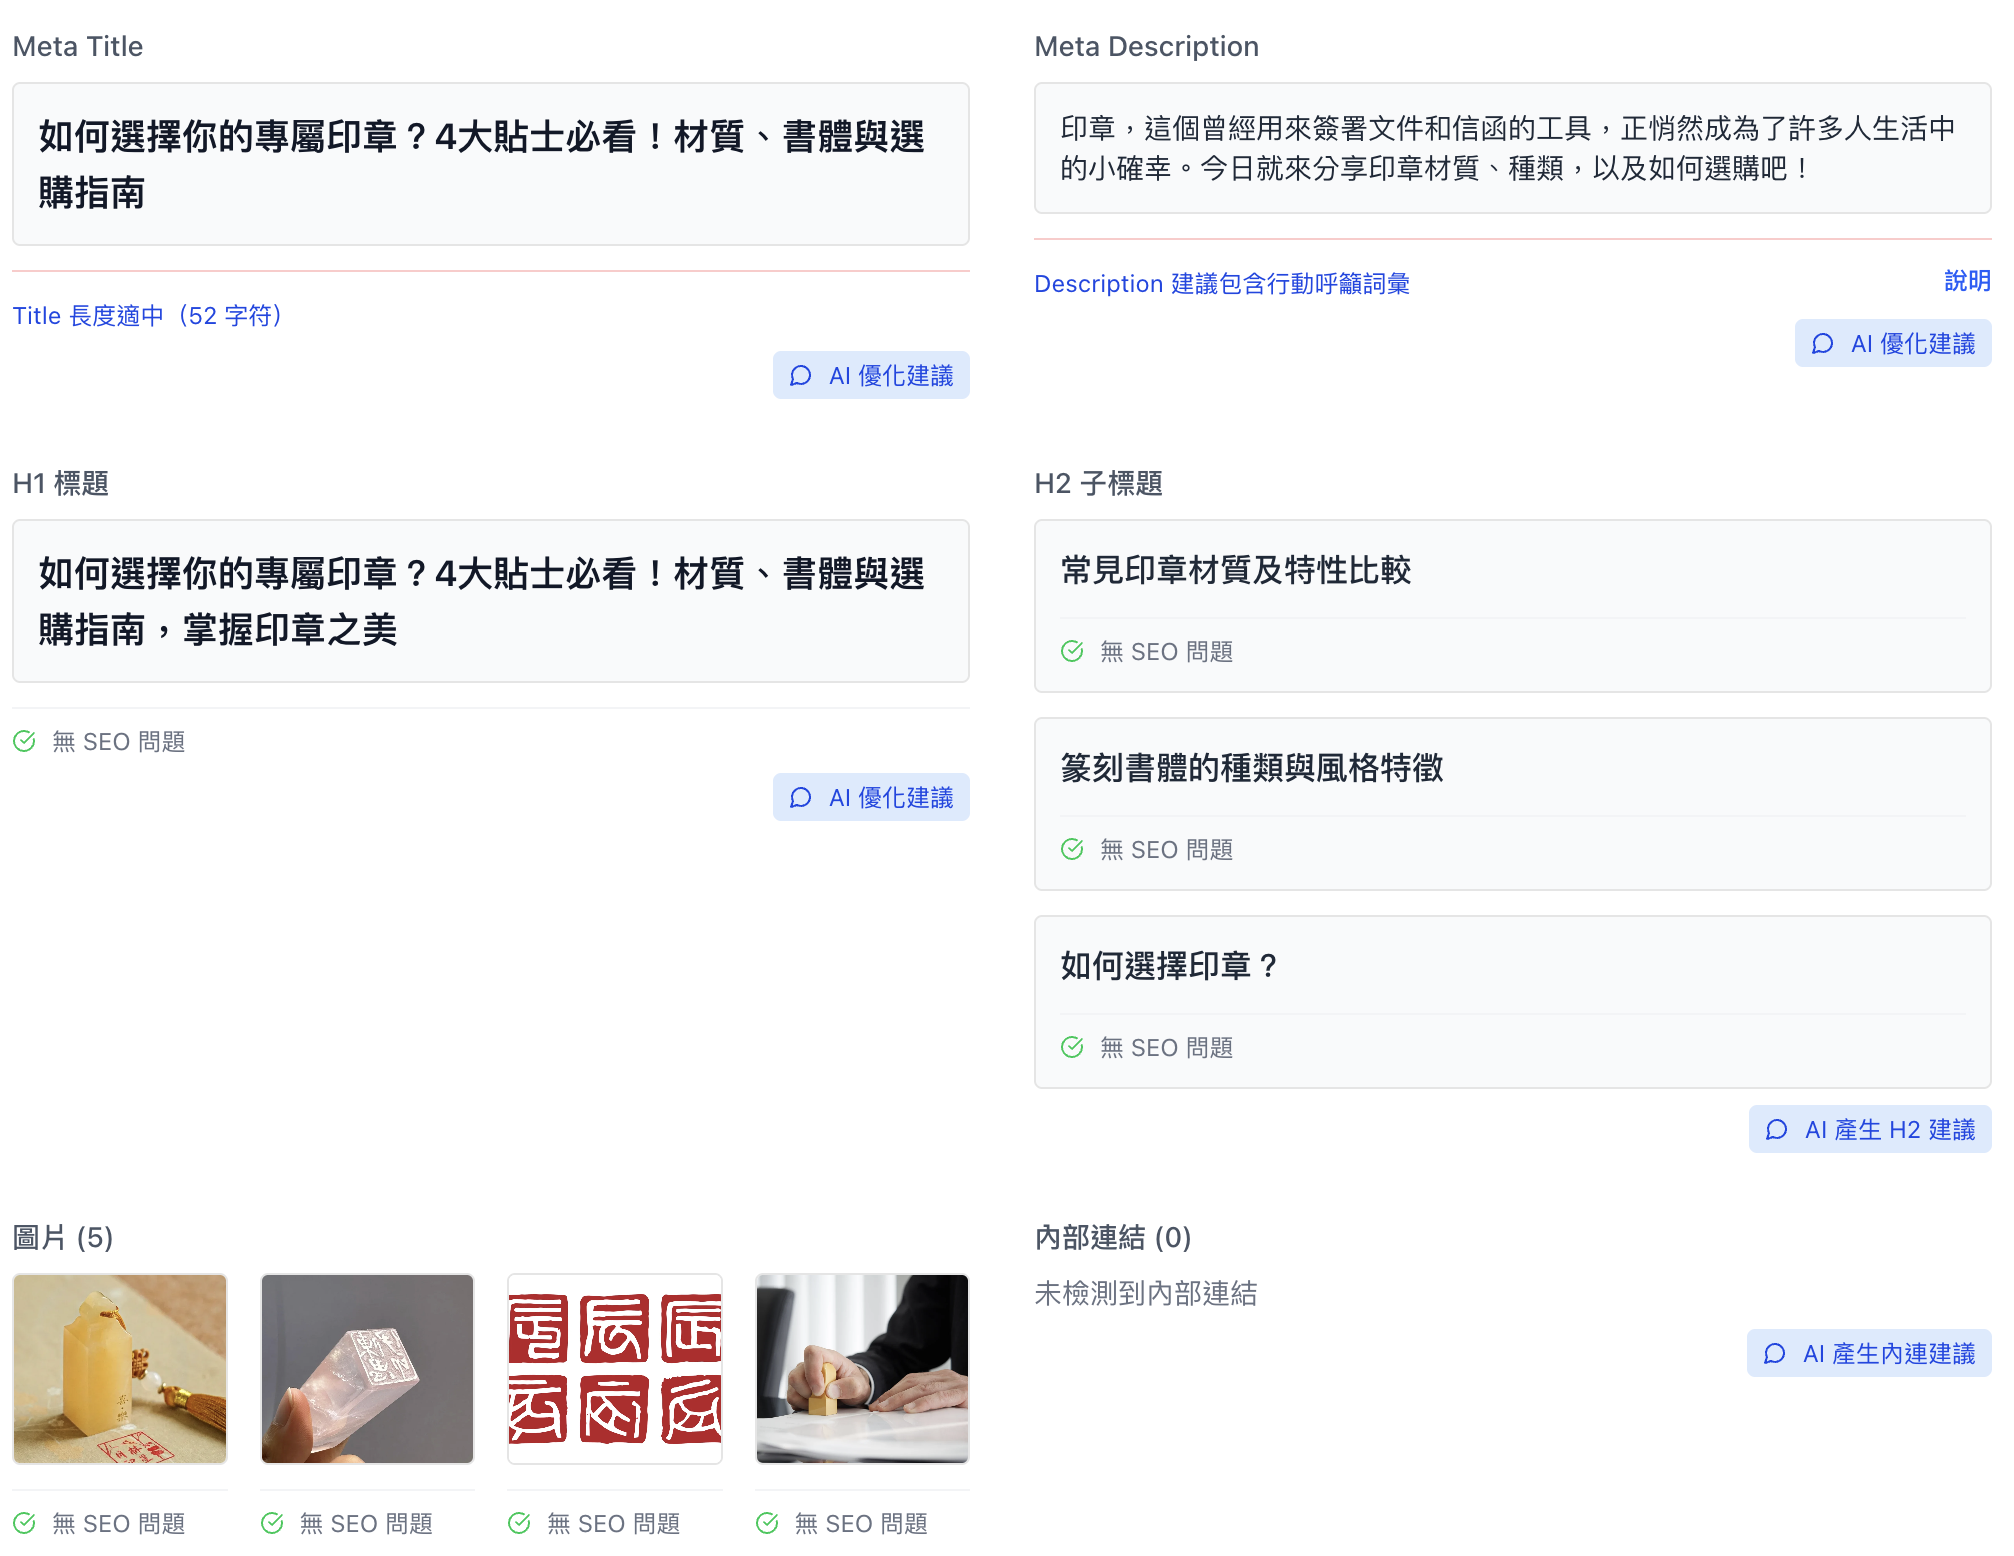 Meta Title
如何選擇你的專屬印章？4大貼士必看！材質、書體與選
購指南
Title 長度適中（52 字符）
AI 優化建議
Meta Description
印章，這個曾經用來簽署文件和信函的工具，正悄然成為了許多人生活中
的小確幸。今日就來分享印章材質、種類，以及如何選購吧！
Description 建議包含行動呼籲詞彙
說明
AI 優化建議
H1 標題
如何選擇你的專屬印章？4大貼士必看！材質、書體與選
購指南，掌握印章之美
無 SEO 問題
AI 優化建議
H2 子標題
常見印章材質及特性比較
無 SEO 問題
篆刻書體的種類與風格特徵
無 SEO 問題
如何選擇印章？
無 SEO 問題
AI 產生 H2 建議
圖片 (5)
無 SEO 問題
無 SEO 問題
無 SEO 問題
無 SEO 問題
內部連結 (0)
未檢測到內部連結
AI 產生內連建議